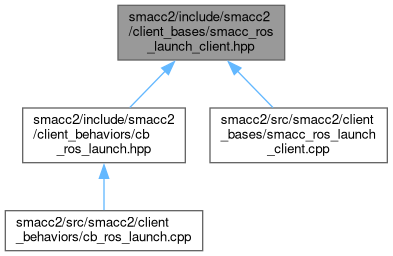 smacc2/include/smacc2
/client_bases/smacc_ros
_launch_client.hpp
smacc2/include/smacc2
/client_behaviors/cb
_ros_launch.hpp
smacc2/src/smacc2/client
_bases/smacc_ros_launch
_client.cpp
smacc2/src/smacc2/client
_behaviors/cb_ros_launch.cpp